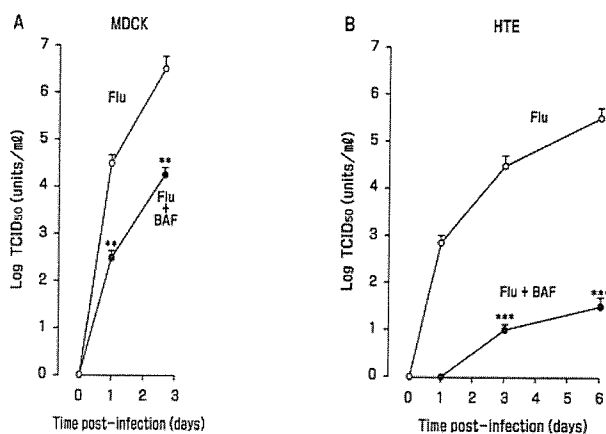 A
MDCK
7
6
5
4
3
2
1
0
Log TCID50 (units/mℓ)
Flu
**
**
Flu
+
BAF
0 1 2 3
Time post-infection (days)
B
HTE
7
6
5
4
3
2
1
0
Log TCID50 (units/mℓ)
Flu
Flu + BAF
***
***
0 1 2 3 4 5 6
Time post-infection (days)